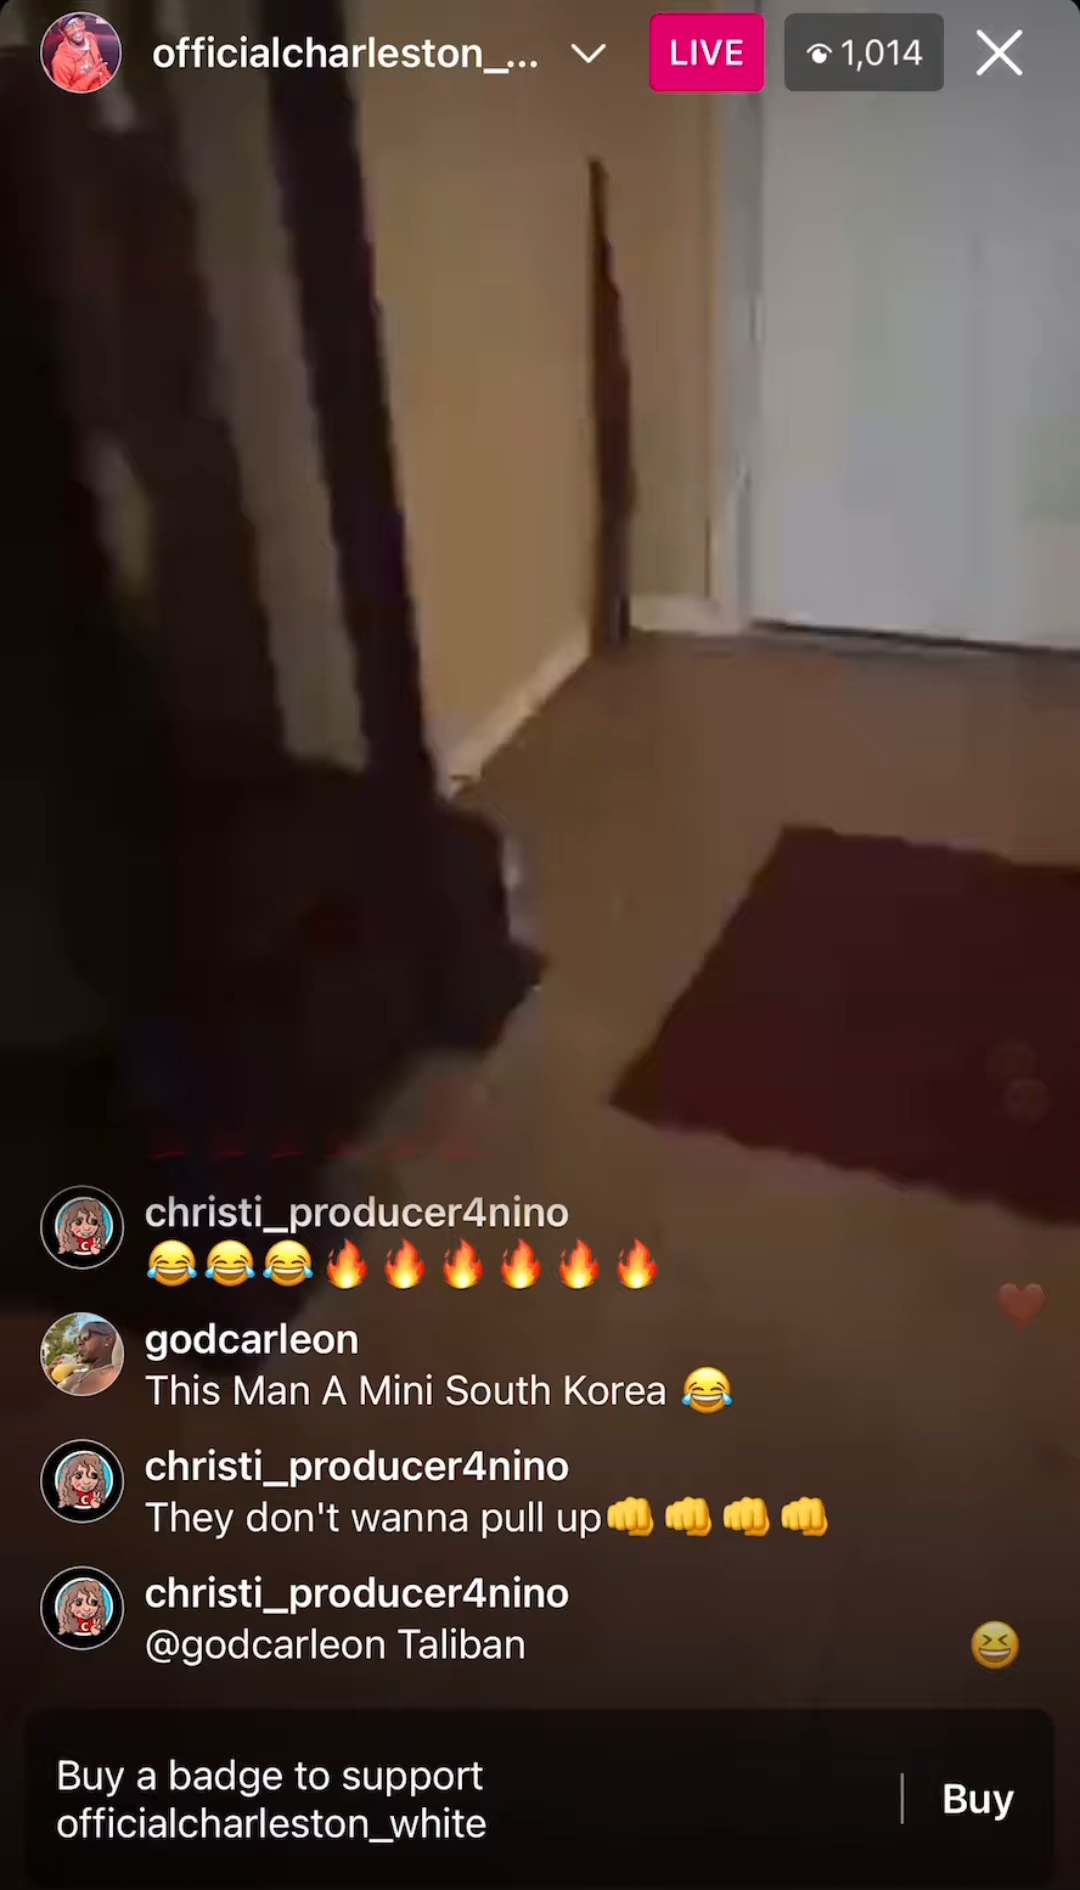 officialcharleston_...
LIVE
1,014
christi_producer4nino
😂😂😂🔥🔥🔥🔥🔥🔥
godcarleon
This Man A Mini South Korea 😂
christi_producer4nino
They don't wanna pull up👊👊👊👊
christi_producer4nino
@godcarleon Taliban
Buy a badge to support
officialcharleston_white
Buy